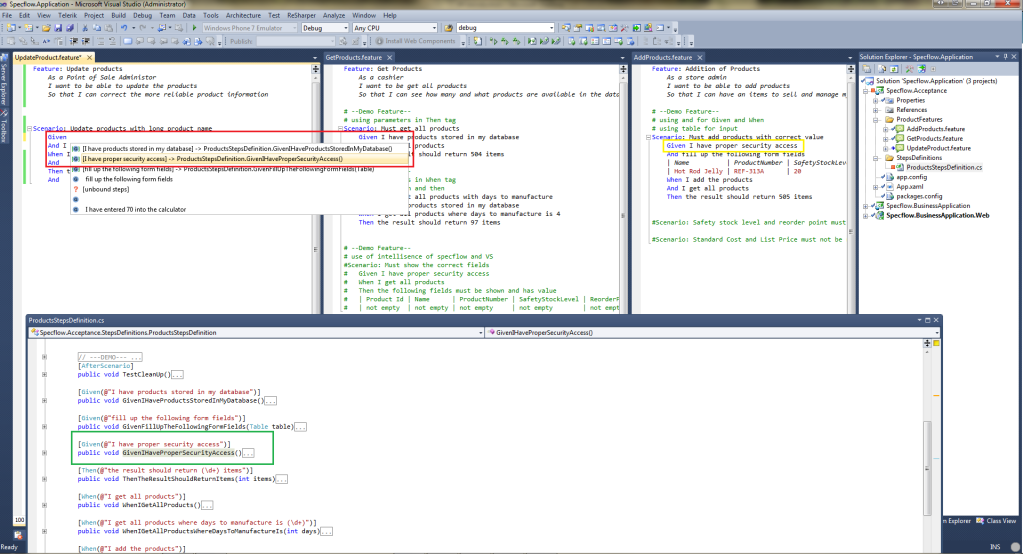 Specflow.Application - Microsoft Visual Studio (Administrator)
File Edit View Telerik Project Build Debug Team Data Tools Architecture Test ReSharper Analyze Window Help
Windows Phone 7 Emulator Debug Any CPU debug
Publish: Install Web Components
Server Explorer
Toolbox
UpdateProduct.feature*
Feature: Update products
As a Point of Sale Administor
I want to be able to update the products
So that I can correct the more reliable product information
Scenario: Update products with long product name
Given
And I
When I
And
Then t
And
[I have products stored in my database] -> ProductsStepsDefinition.GivenIHaveProductsStoredInMyDatabase()
[I have proper security access] -> ProductsStepsDefinition.GivenIHaveProperSecurityAccess()
[fill up the following form fields] -> ProductsStepsDefinition.GivenFillUpTheFollowingFormFields(Table)
fill up the following form fields
[unbound steps]
I have entered 70 into the calculator
GetProducts.feature
Feature: Get Products
As a cashier
I want to be get all products
So that I can see how many and what products are available in the data
# --Demo Feature--
# using parameters in Then tag
Scenario: Must get all products
Given I have products stored in my database
products
should return 504 items
s in When tag
n and then
all products with days to manufacture
products stored in my database
When I get all products where days to manufacture is 4
Then the result should return 97 items
# --Demo Feature--
# use of intellisence of specflow and VS
#Scenario: Must show the correct fields
# Given I have proper security access
# When I get all products
# Then the following fields must be shown and has value
# | Product Id | Name | ProductNumber | SafetyStockLevel | ReorderP
# | not empty | not empty | not empty | not empty | not empt
AddProducts.feature
Feature: Addition of Products
As a store admin
I want to be able to add products
So that I can have an items to sell and manage m
# --Demo Feature--
# using and for Given and When
# using table for input
Scenario: Must add products with correct value
Given I have proper security access
And fill up the following form fields
| Name | ProductNumber | SafetyStockLev
| Hot Rod Jelly | REF-313A | 20
When I add the products
And I get all products
Then the result should return 505 items
#Scenario: Safety stock level and reorder point must
#Scenario: Standard Cost and List Price must not be
Solution Explorer - Specflow.Application
Solution 'Specflow.Application' (3 projects)
Specflow.Acceptance
Properties
References
ProductFeatures
AddProducts.feature
GetProducts.feature
UpdateProduct.feature
StepsDefinitions
ProductsStepsDefinition.cs
app.config
App.xaml
packages.config
Specflow.BusinessApplication
Specflow.BusinessApplication.Web
ProductsStepsDefinition.cs
Specflow.Acceptance.StepsDefinitions.ProductsStepsDefinition GivenIHaveProperSecurityAccess()
// ---DEMO--- ...
[AfterScenario]
public void TestCleanUp()...
[Given(@"I have products stored in my database")]
public void GivenIHaveProductsStoredInMyDatabase()...
[Given(@"fill up the following form fields")]
public void GivenFillUpTheFollowingFormFields(Table table)...
[Given(@"I have proper security access")]
public void GivenIHaveProperSecurityAccess()...
[Then(@"the result should return (\d+) items")]
public void ThenTheResultShouldReturnItems(int items)...
[When(@"I get all products")]
public void WhenIGetAllProducts()...
[When(@"I get all products where days to manufacture is (\d+)")]
public void WhenIGetAllProductsWhereDaysToManufactureIs(int days)...
[When(@"I add the products")]
100
n Explorer Class View
Ready INS